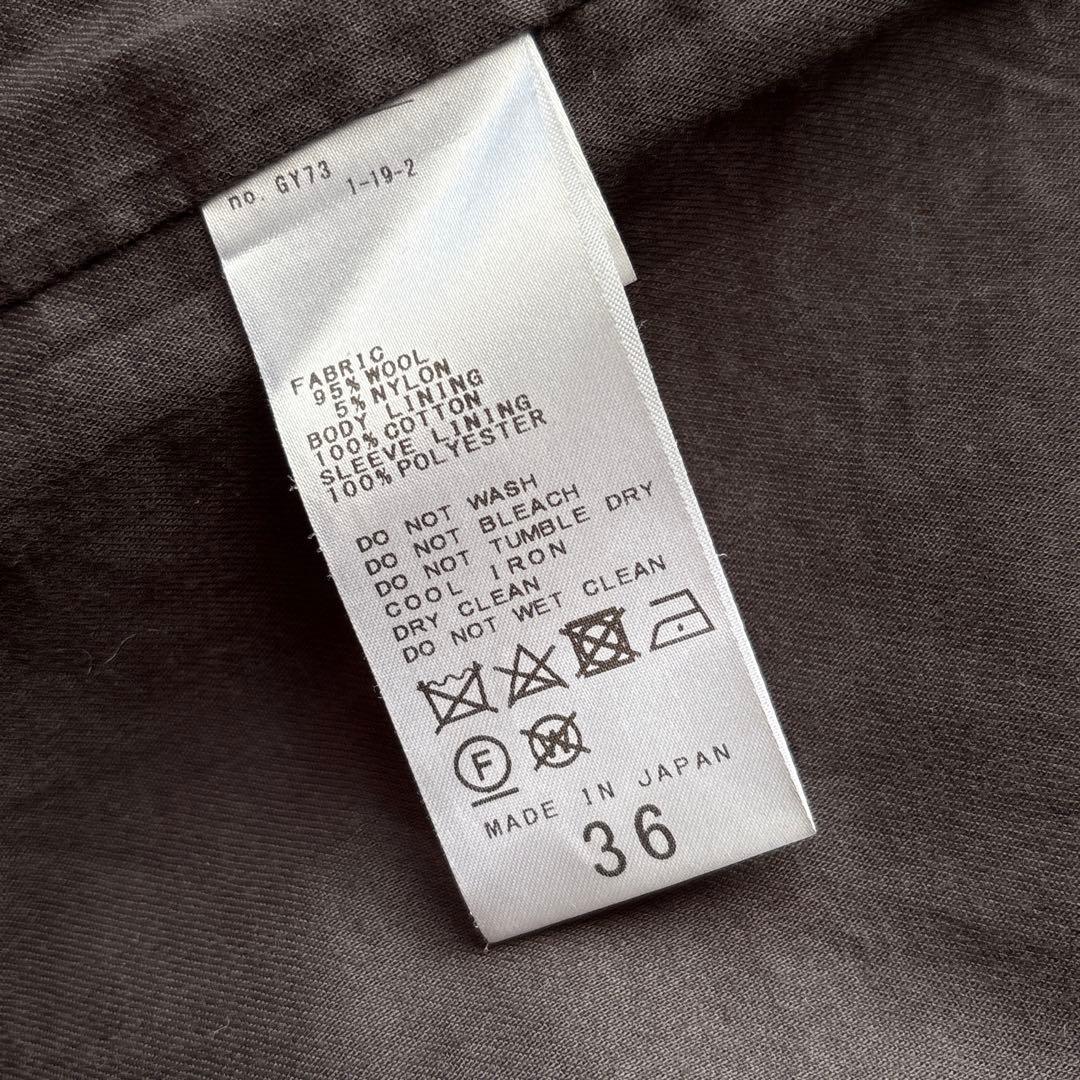 no. GY73
1-19-2
FABRIC
95% WOOL
5% NYLON
BODY LINING
100% COTTON
SLEEVE LINING
100% POLYESTER
DO NOT WASH
DO NOT BLEACH
DO NOT TUMBLE DRY
COOL IRON
DRY CLEAN
DO NOT WET CLEAN
F W
MADE IN JAPAN
36